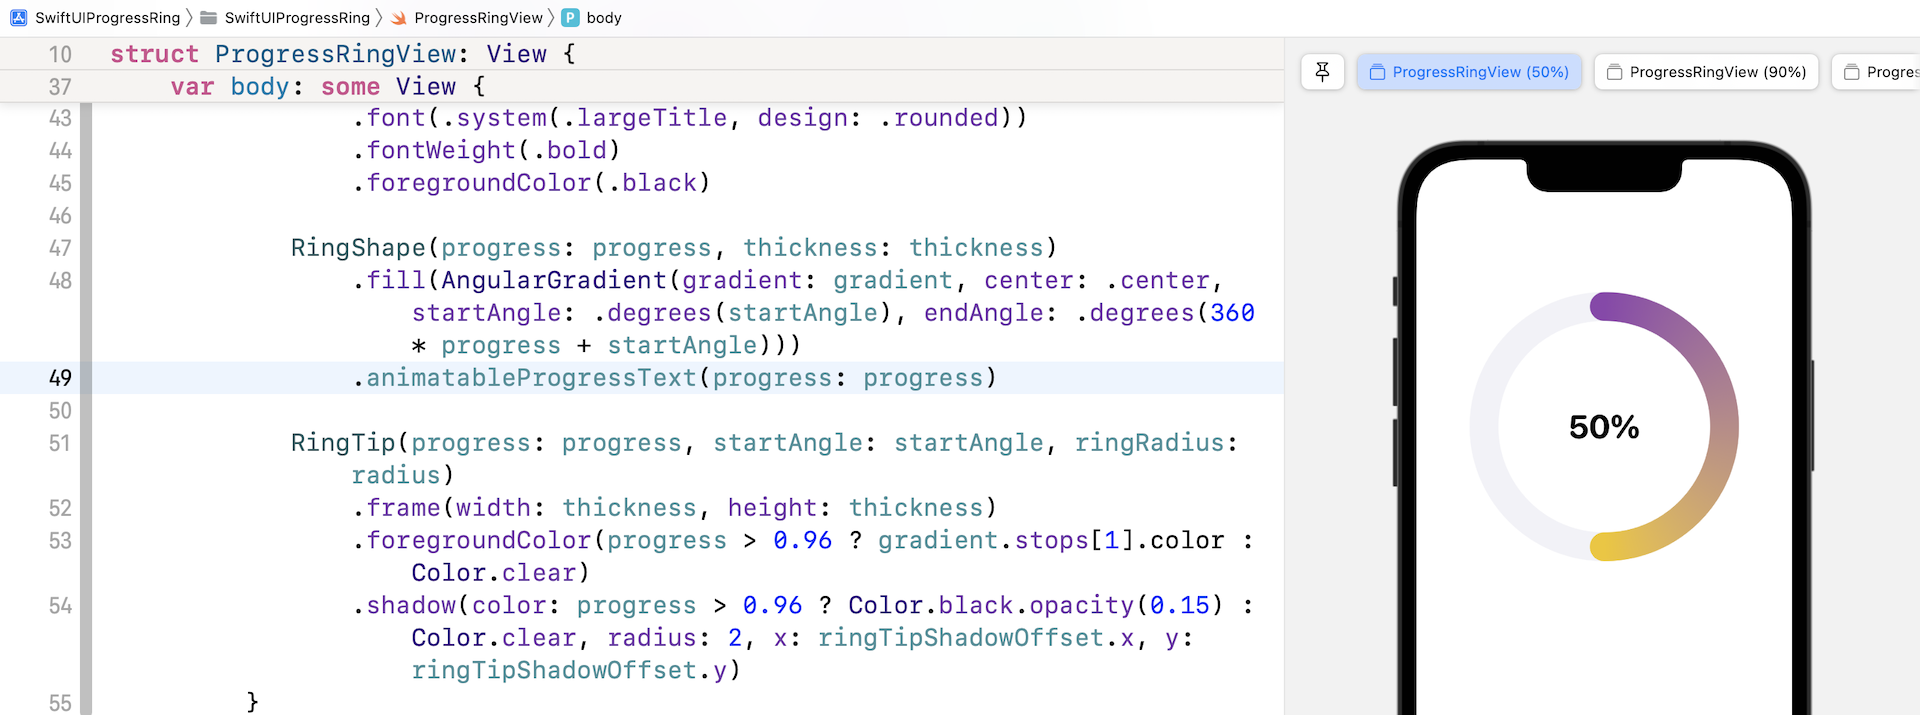 SwiftUIProgressRing 〉 SwiftUIProgressRing 〉 ProgressRingView 〉 P body
10 struct ProgressRingView: View {
37 var body: some View {
43 .font(.system(.largeTitle, design: .rounded))
44 .fontWeight(.bold)
45 .foregroundColor(.black)
46
47 RingShape(progress: progress, thickness: thickness)
48 .fill(AngularGradient(gradient: gradient, center: .center,
startAngle: .degrees(startAngle), endAngle: .degrees(360
* progress + startAngle)))
49 .animatableProgressText(progress: progress)
50
51 RingTip(progress: progress, startAngle: startAngle, ringRadius:
radius)
52 .frame(width: thickness, height: thickness)
53 .foregroundColor(progress > 0.96 ? gradient.stops[1].color :
Color.clear)
54 .shadow(color: progress > 0.96 ? Color.black.opacity(0.15) :
Color.clear, radius: 2, x: ringTipShadowOffset.x, y:
ringTipShadowOffset.y)
55 }
ProgressRingView (50%) ProgressRingView (90%)
50%